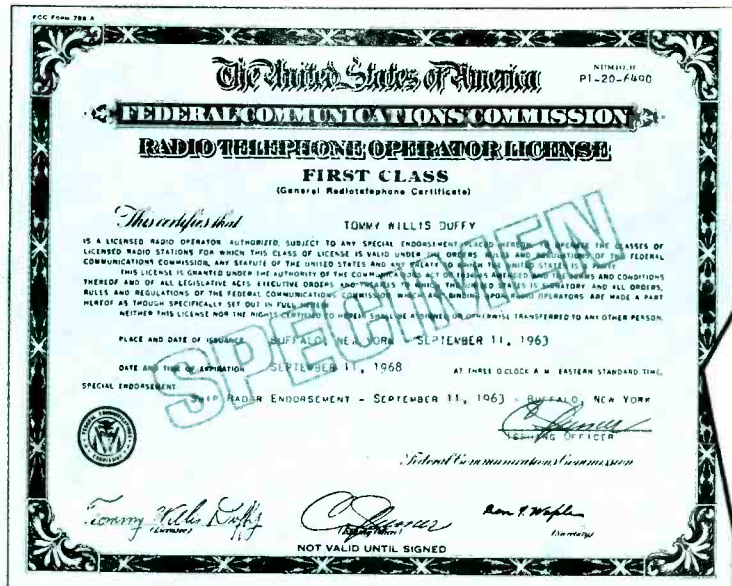 FCC FORM 758 A
The United States of America
NUMBER
P1-20-6490
FEDERAL COMMUNICATIONS COMMISSION
RADIO TELEPHONE OPERATOR LICENSE
FIRST CLASS
(General Radiotelephone Certificate)
This certifies that TOMMY WILLIS DUFFY
IS A LICENSED RADIO OPERATOR AUTHORIZED, SUBJECT TO ANY SPECIAL ENDORSEMENT PLACED HEREON, TO OPERATE THE CLASSES OF
LICENSED RADIO STATIONS FOR WHICH THIS CLASS OF LICENSE IS VALID UNDER THE ORDERS RULES AND REGULATIONS OF THE FEDERAL
COMMUNICATIONS COMMISSION, ANY STATUTE OF THE UNITED STATES AND ANY TREATY TO WHICH THE UNITED STATES
THIS LICENSE IS GRANTED UNDER THE AUTHORITY OF THE COMMUNICATIONS ACT OF AS AMENDED AND THE TERMS AND CONDITIONS
THEREOF AND OF ALL LEGISLATIVE ACTS EXECUTIVE ORDERS AND TO WHICH THE UNITED STATES IS SIGNATORY AND ALL ORDERS,
RULES AND REGULATIONS OF THE FEDERAL COMMUNICATIONS COMMISSION, WHICH ARE BINDING UPON RADIO OPERATORS ARE MADE A PART
HEREOF AS THOUGH SPECIFICALLY SET OUT IN FULL
NEITHER THIS LICENSE NOR THE RIGHTS HEREIN SHALL BE ASSIGNED OR OTHERWISE TRANSFERRED TO ANY OTHER PERSON.
PLACE AND DATE OF ISSUANCE BUFFALO, NEW YORK - SEPTEMBER 11, 1963
DATE AND TIME OF EXPIRATION SEPTEMBER 11, 1968 AT THREE O'CLOCK A.M. EASTERN STANDARD TIME,
SPECIAL ENDORSEMENT
SHIP RADAR ENDORSEMENT - SEPTEMBER 11, 1963 - BUFFALO, NEW YORK
SPECIMEN
ISSUING OFFICER
Federal Communications Commission
FEDERAL COMMUNICATIONS COMMISSION
Tommy Willis Duffy
(Licensee) (Issuing Officer) (Secretary)
NOT VALID UNTIL SIGNED